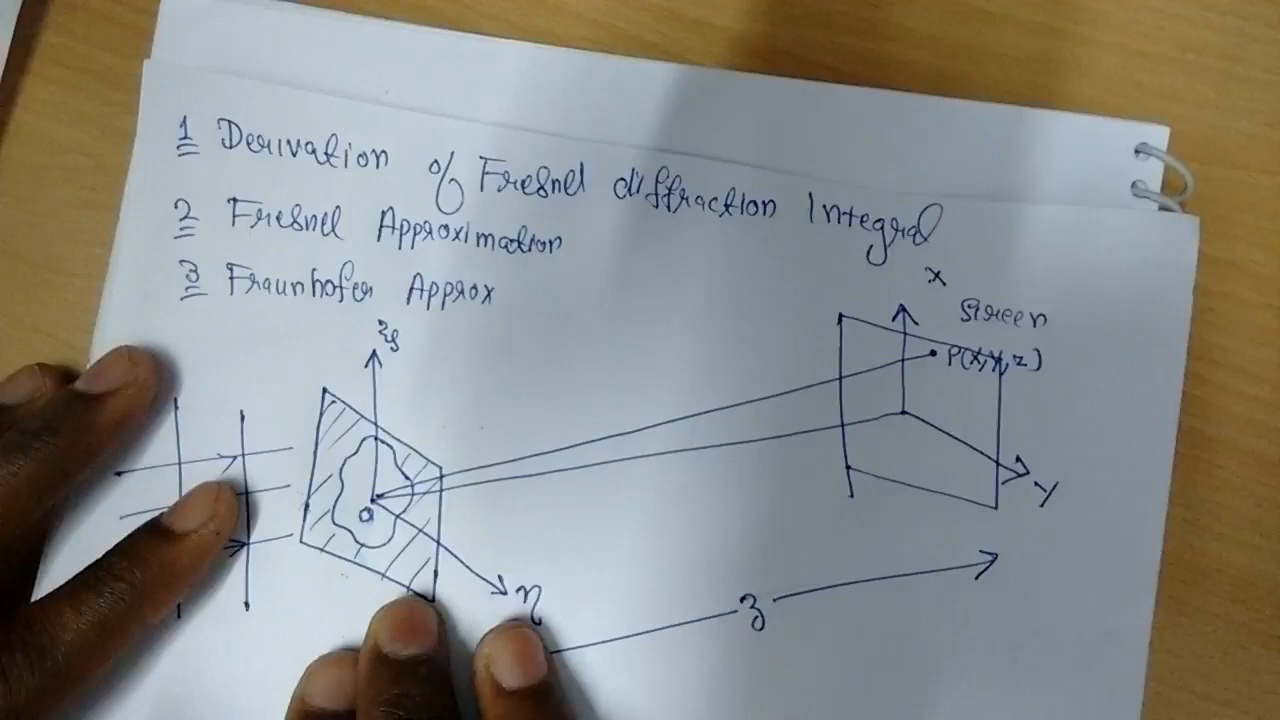 1 Derivation of Fresnel diffraction Integral
2 Fresnel Approximation
3 Fraunhofer Approx
x
Screen
P(x,y,z)
ξ
O
y
η
z